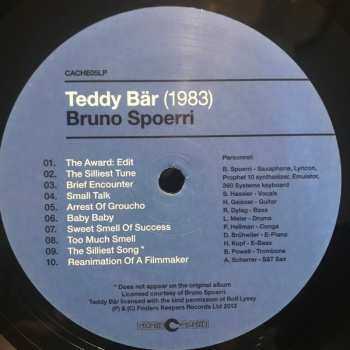 CACHE05LP
Teddy Bär (1983)
Bruno Spoerri
01. The Award: Edit
02. The Silliest Tune
03. Brief Encounter
04. Small Talk
05. Arrest Of Groucho
06. Baby Baby
07. Sweet Smell Of Success
08. Too Much Smell
09. The Silliest Song *
10. Reanimation Of A Filmmaker
Personnel:
B. Spuerri - Saxaphone, Lyricon,
Prophet 10 synthesizer, Emulator,
360 Systems keyboard
S. Hassler - Vocals
H. Geisser - Guitar
R. Dylag - Bass
L. Meier - Drums
F. Hellman - Conga
D. Brühwiler - E-Piano
H. Kopf - E-Bass
B. Powell - Trombone
A. Scherrer - S&T Sax
* Does not appear on the original album
Licensed courtesy of Bruno Spoerri.
Teddy Bär licensed with the kind permission of Rolf Lyssy
(P) & (C) Finders Keepers Records Ltd 2012